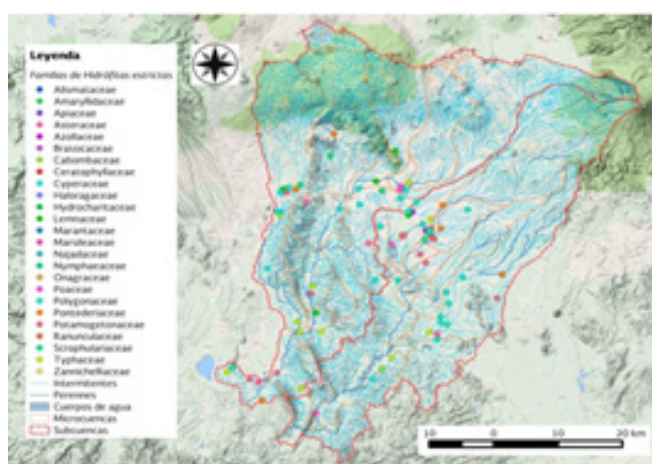 Leyenda
Familias de Hidrófitas estrictas
Alismataceae
Amaryllidaceae
Apiaceae
Asteraceae
Azollaceae
Brassicaceae
Cabombaceae
Ceratophyllaceae
Cyperaceae
Haloragaceae
Hydrocharitaceae
Lemnaceae
Marantaceae
Marsileaceae
Najadaceae
Nymphaeaceae
Onagraceae
Poaceae
Polygonaceae
Pontederiaceae
Potamogetonaceae
Ranunculaceae
Scrophulariaceae
Typhaceae
Zannichelliaceae
Intermitentes
Perennes
Cuerpos de agua
Microcuencas
Subcuencas
10 0 10 20 km